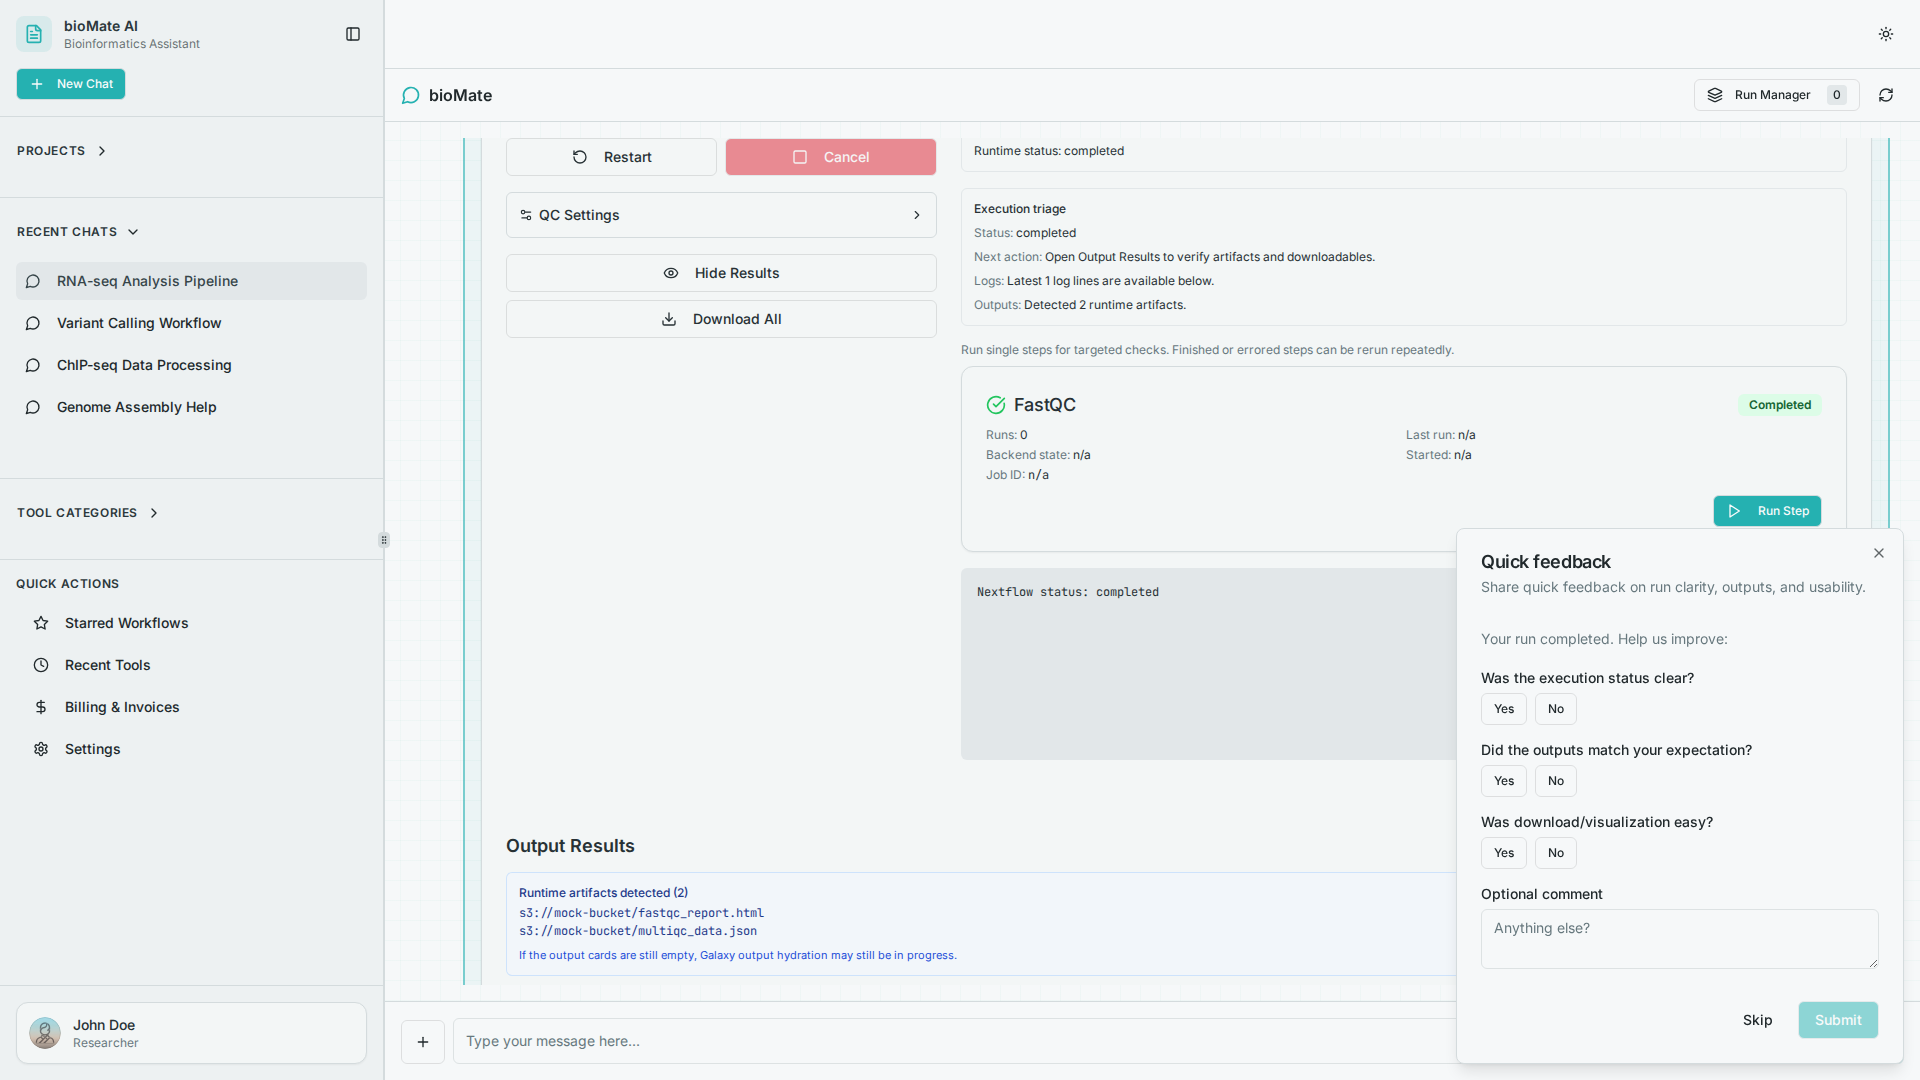 bioMate AI
Bioinformatics Assistant
New Chat
PROJECTS
RECENT CHATS
RNA-seq Analysis Pipeline
Variant Calling Workflow
ChIP-seq Data Processing
Genome Assembly Help
TOOL CATEGORIES
QUICK ACTIONS
Starred Workflows
Recent Tools
Billing & Invoices
Settings
John Doe
Researcher
bioMate
Run Manager 0
Restart
Cancel
QC Settings
Hide Results
Download All
Runtime status: completed
Execution triage
Status: completed
Next action: Open Output Results to verify artifacts and downloadables.
Logs: Latest 1 log lines are available below.
Outputs: Detected 2 runtime artifacts.
Run single steps for targeted checks. Finished or errored steps can be rerun repeatedly.
FastQC
Completed
Runs: 0
Last run: n/a
Backend state: n/a
Started: n/a
Job ID: n/a
Run Step
Nextflow status: completed
Output Results
Runtime artifacts detected (2)
s3://mock-bucket/fastqc_report.html
s3://mock-bucket/multiqc_data.json
If the output cards are still empty, Galaxy output hydration may still be in progress.
Type your message here...
Quick feedback
Share quick feedback on run clarity, outputs, and usability.
Your run completed. Help us improve:
Was the execution status clear?
Yes No
Did the outputs match your expectation?
Yes No
Was download/visualization easy?
Yes No
Optional comment
Anything else?
Skip
Submit